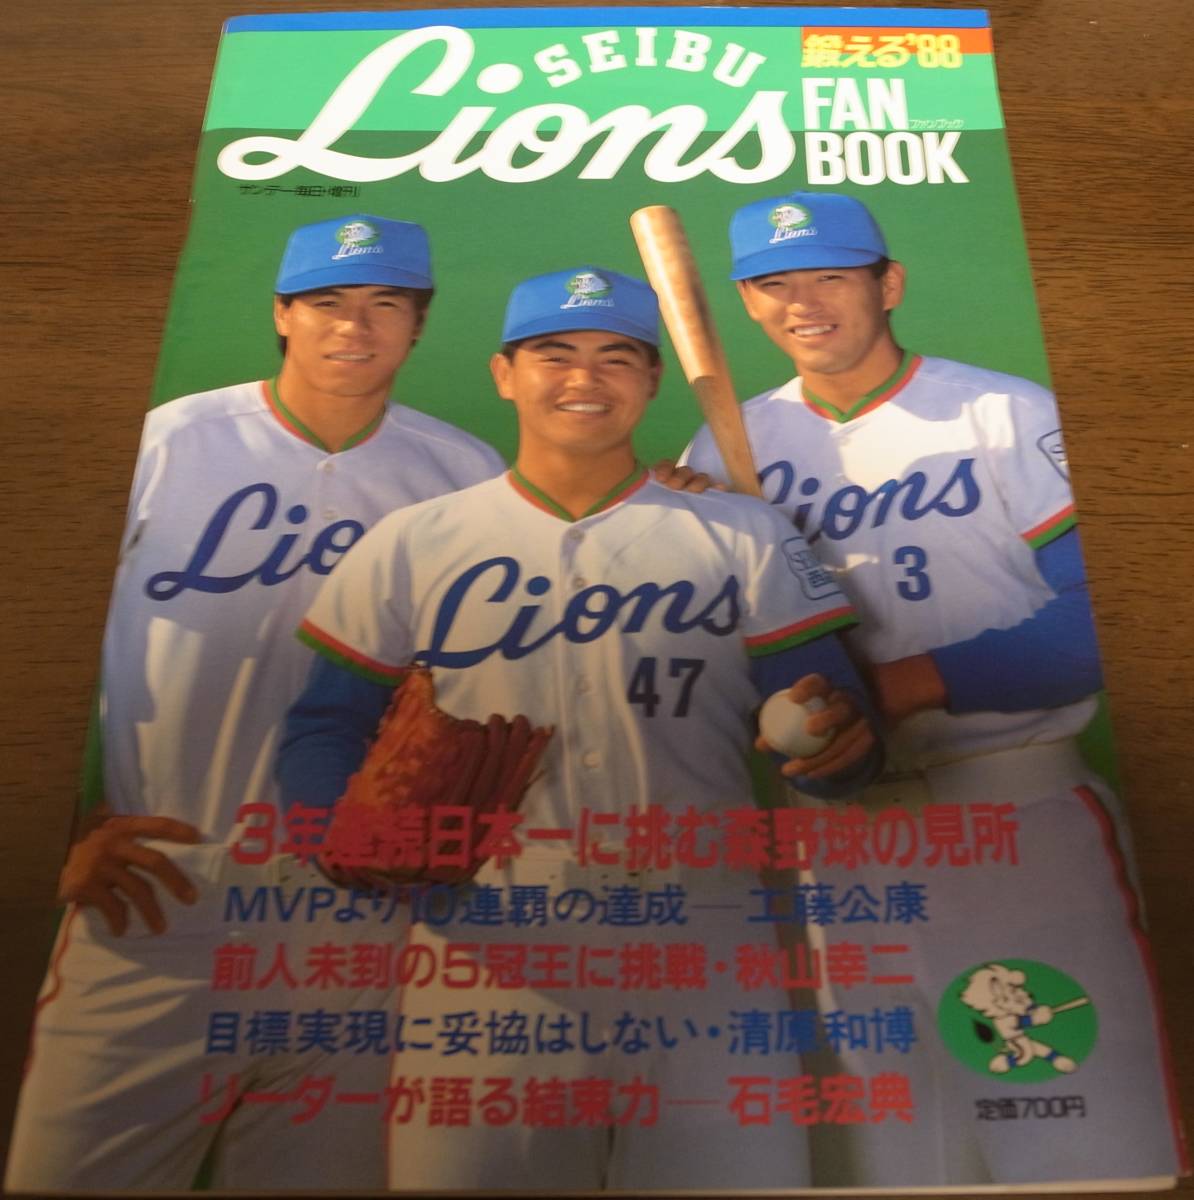 SEIBU
Lions
鍛える'88
FAN
ファンブック
BOOK
サンデー毎日・増刊
Lions
Lions
Lions
Lio
Lions
47
Lions
3
3年連続日本一に挑む森野球の見所
MVPより10連覇の達成─工藤公康
前人未到の5冠王に挑戦・秋山幸二
目標実現に妥協はしない・清原和博
リーダーが語る結束力─石毛宏典
定価700円